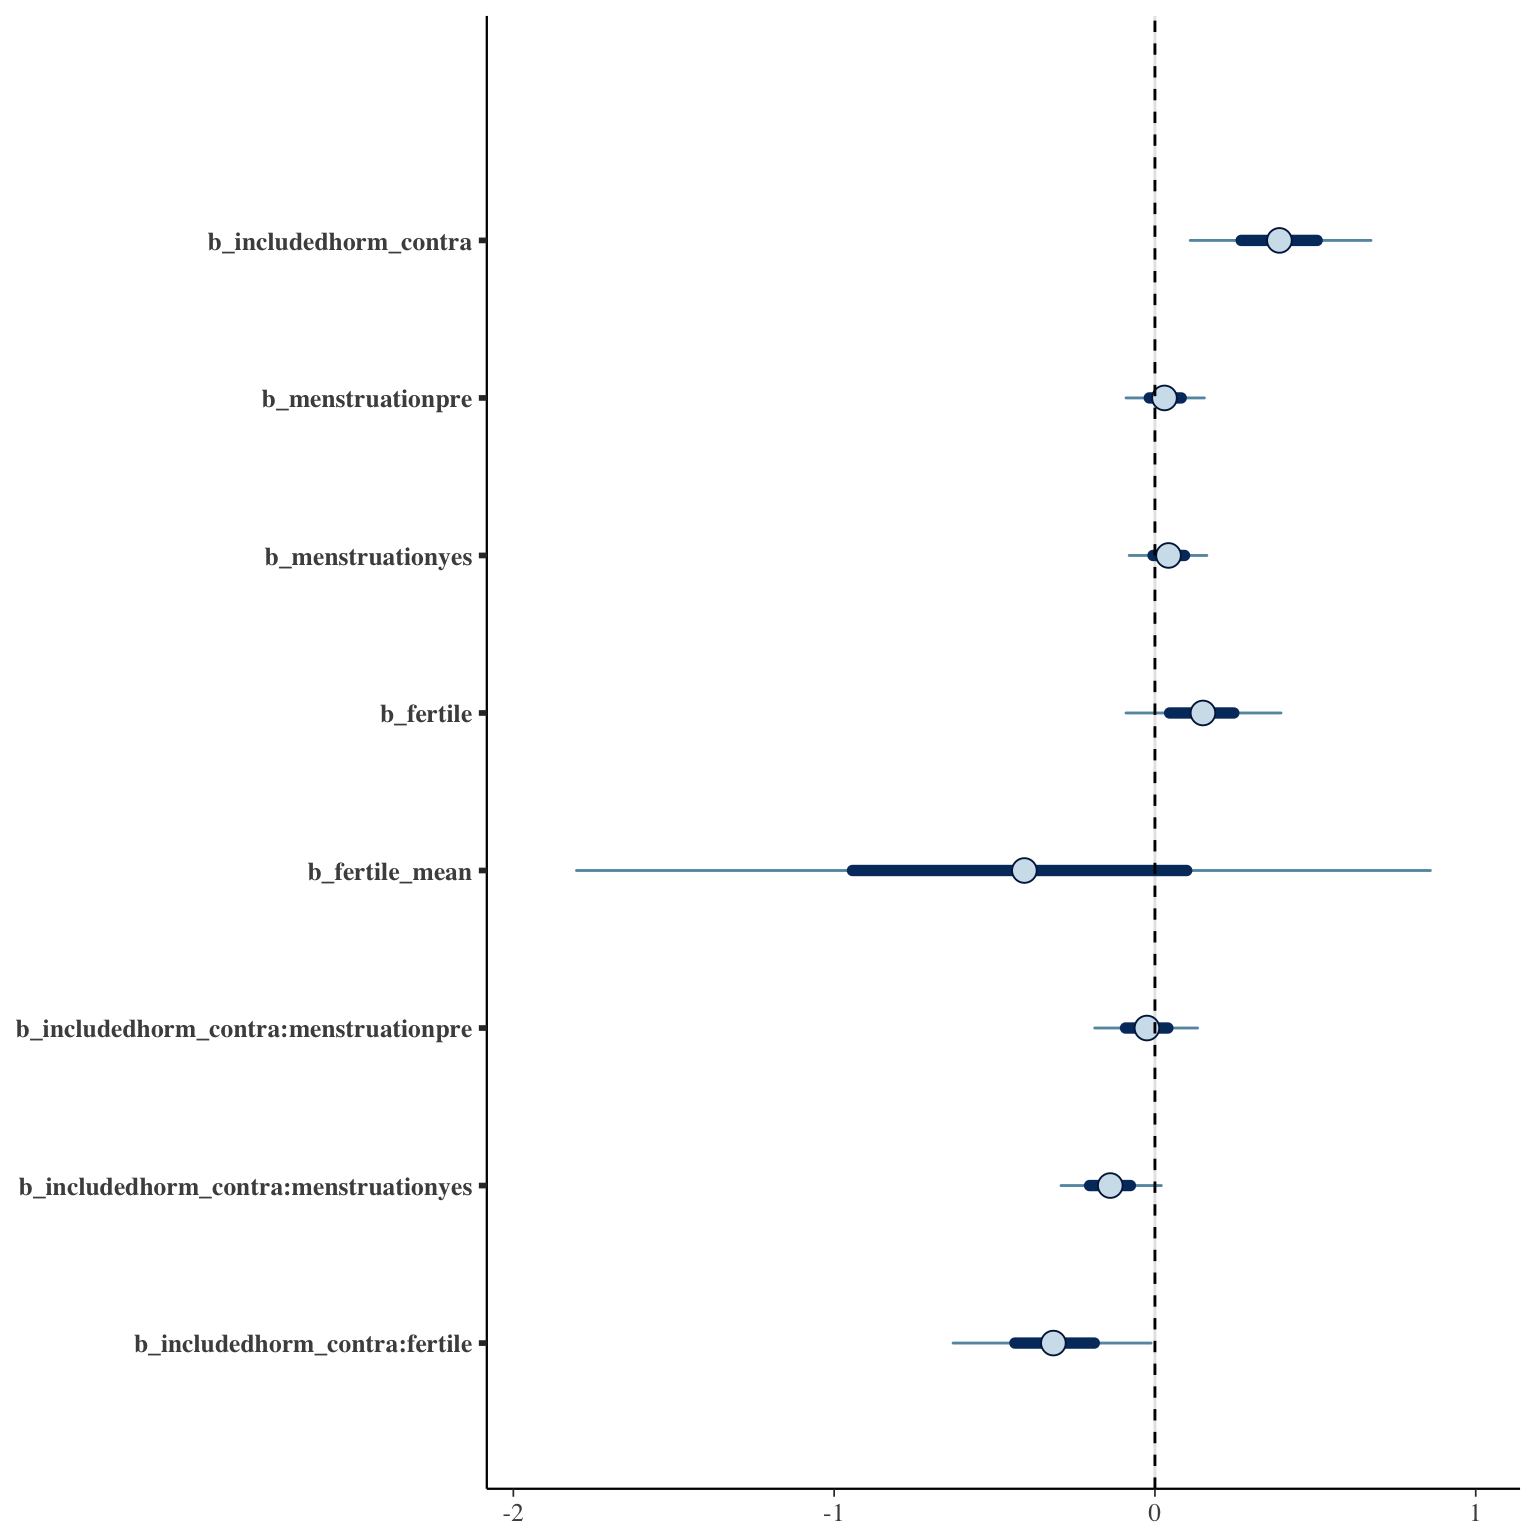 b_includedhorm_contra
b_menstruationpre
b_menstruationyes
b_fertile
b_fertile_mean
b_includedhorm_contra:menstruationpre
b_includedhorm_contra:menstruationyes
b_includedhorm_contra:fertile
-2 -1 0 1